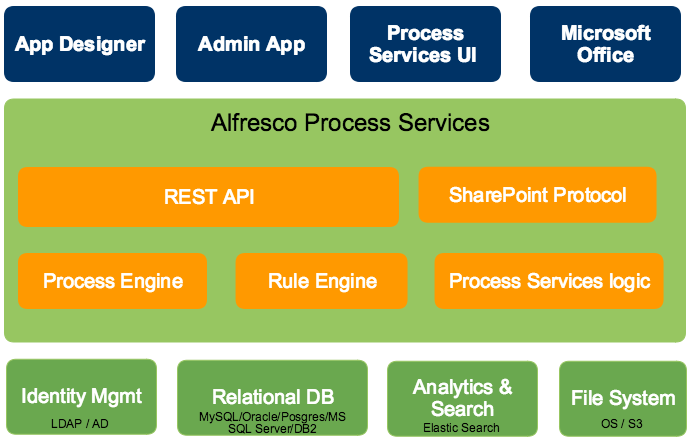 App Designer
Admin App
Process
Services UI
Microsoft
Office
Alfresco Process Services
REST API
SharePoint Protocol
Process Engine
Rule Engine
Process Services logic
Identity Mgmt
LDAP / AD
Relational DB
MySQL/Oracle/Posgres/MS
SQL Server/DB2
Analytics &
Search
Elastic Search
File System
OS / S3